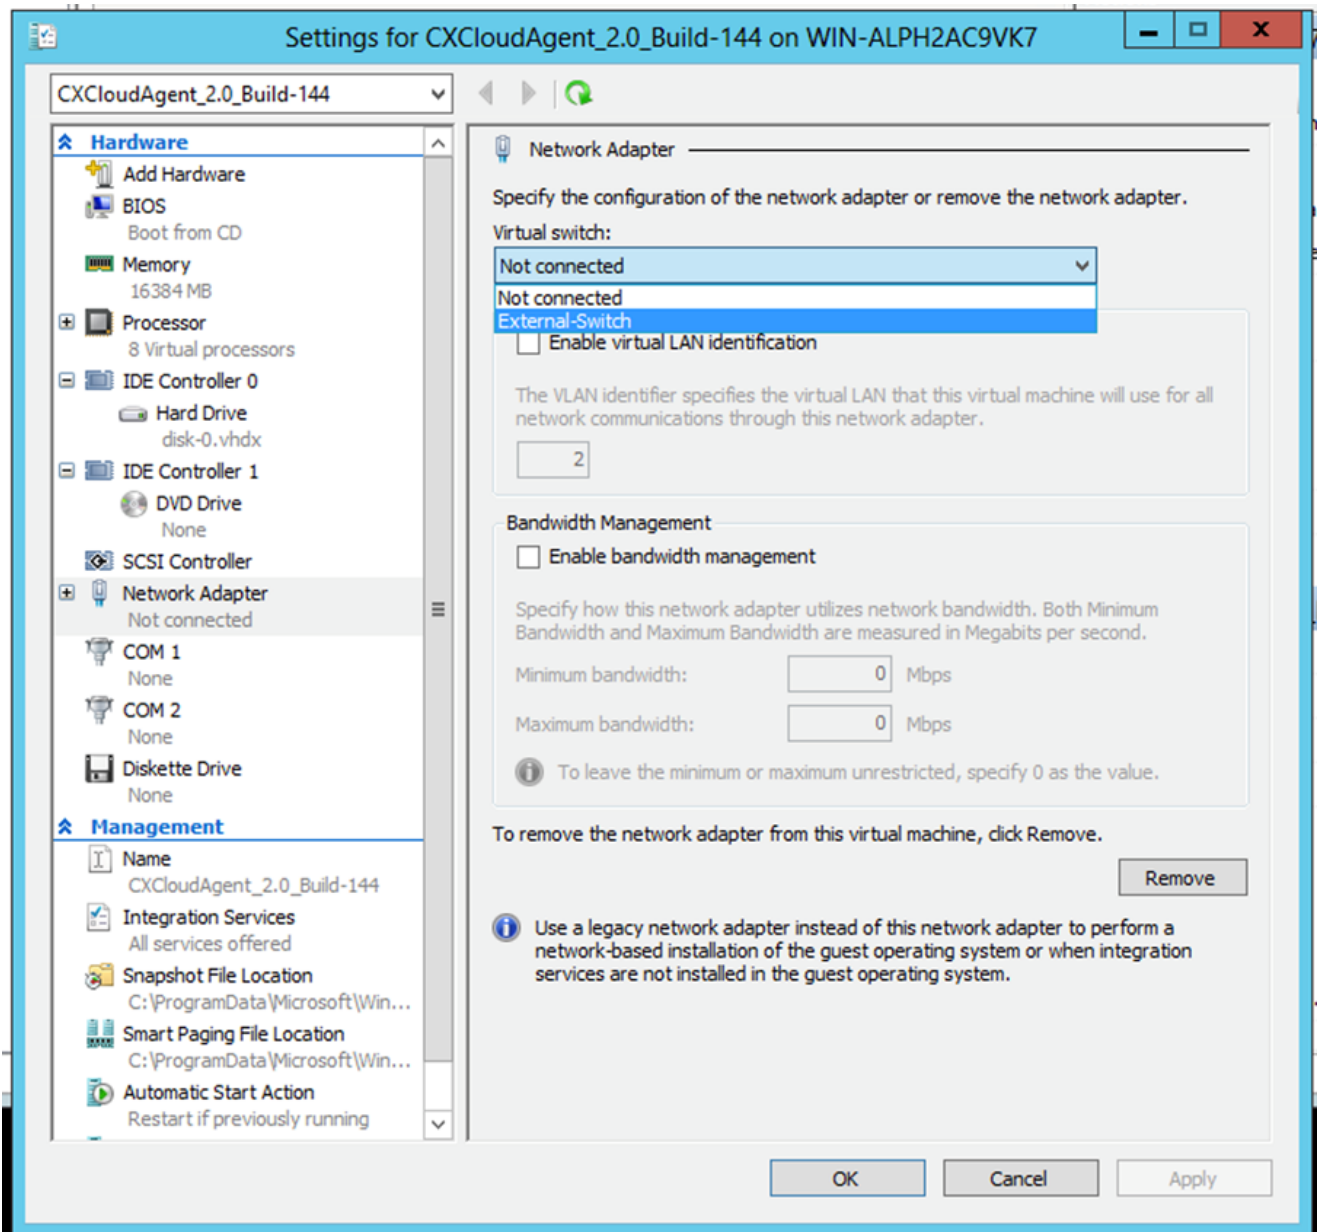 Settings for CXCloudAgent_2.0_Build-144 on WIN-ALPH2AC9VK7
X
CXCloudAgent_2.0_Build-144
Hardware
Add Hardware
BIOS
Boot from CD
Memory
16384 MB
Processor
8 Virtual processors
IDE Controller 0
Hard Drive
disk-0.vhdx
IDE Controller 1
DVD Drive
None
SCSI Controller
Network Adapter
Not connected
COM 1
None
COM 2
None
Diskette Drive
None
Management
Name
CXCloudAgent_2.0_Build-144
Integration Services
All services offered
Snapshot File Location
C:\ProgramData\Microsoft\Win...
Smart Paging File Location
C:\ProgramData\Microsoft\Win...
Automatic Start Action
Restart if previously running
Network Adapter
Specify the configuration of the network adapter or remove the network adapter.
Virtual switch:
Not connected
Not connected
External-Switch
Enable virtual LAN identification
The VLAN identifier specifies the virtual LAN that this virtual machine will use for all
network communications through this network adapter.
2
Bandwidth Management
Enable bandwidth management
Specify how this network adapter utilizes network bandwidth. Both Minimum
Bandwidth and Maximum Bandwidth are measured in Megabits per second.
Minimum bandwidth: 0 Mbps
Maximum bandwidth: 0 Mbps
To leave the minimum or maximum unrestricted, specify 0 as the value.
To remove the network adapter from this virtual machine, click Remove.
Remove
Use a legacy network adapter instead of this network adapter to perform a
network-based installation of the guest operating system or when integration
services are not installed in the guest operating system.
OK Cancel Apply